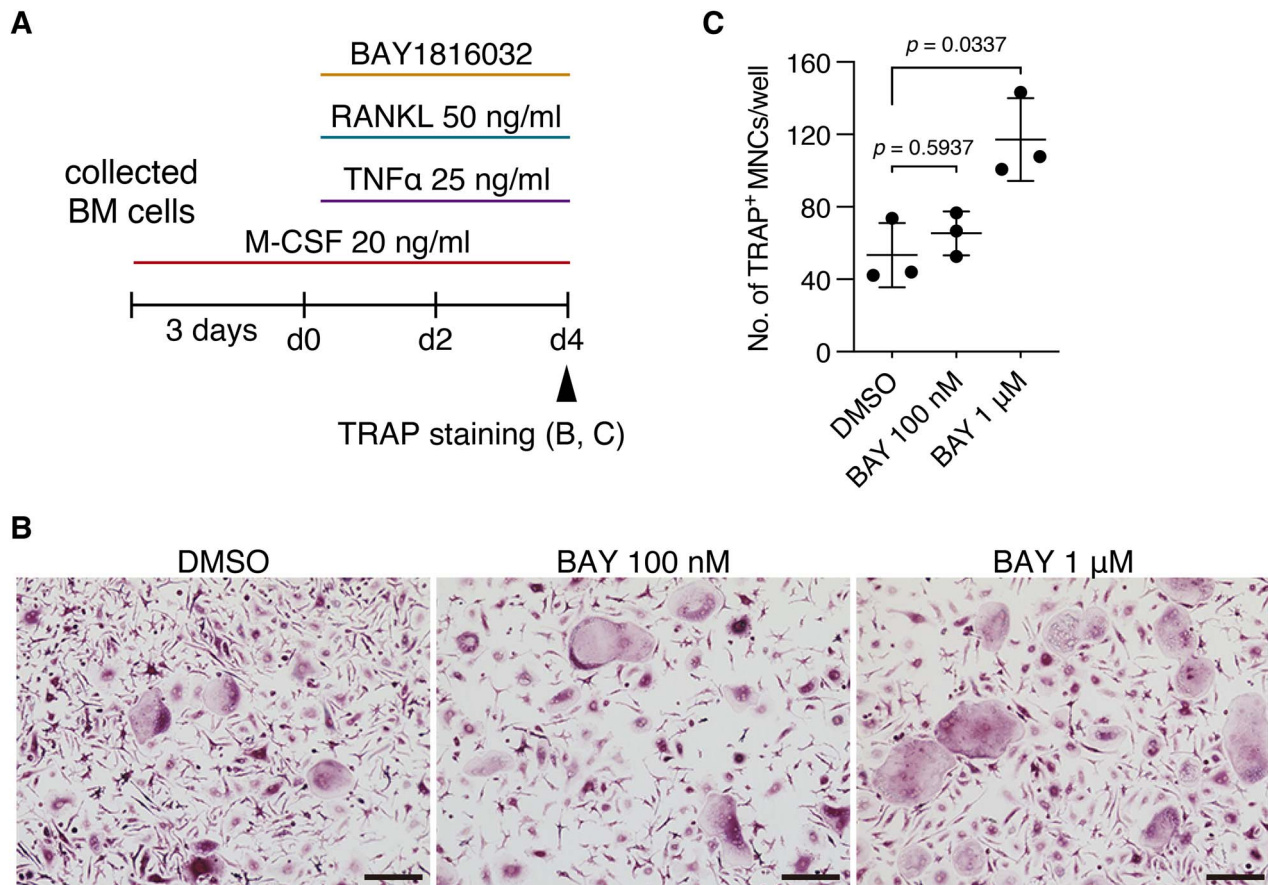 A
BAY1816032
RANKL 50 ng/ml
TNFα 25 ng/ml
collected
BM cells
M-CSF 20 ng/ml
3 days
d0
d2
d4
TRAP staining (B, C)
C
p = 0.0337
p = 0.5937
No. of TRAP+ MNCs/well
160
120
80
40
0
DMSO
BAY 100 nM
BAY 1 μM
B
DMSO
BAY 100 nM
BAY 1 μM